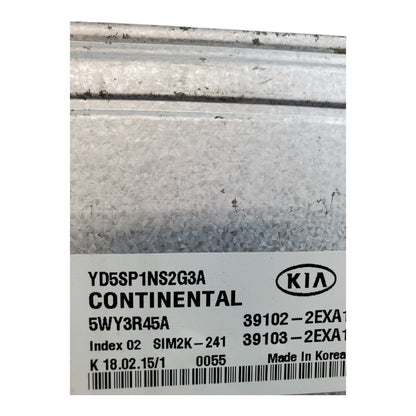 YD5SP1NS2G3A
KIA
CONTINENTAL
5WY3R45A 39102-2EXA1
Index 02 SIM2K-241 39103-2EXA1
K 18.02.15/1 0055 Made In Korea